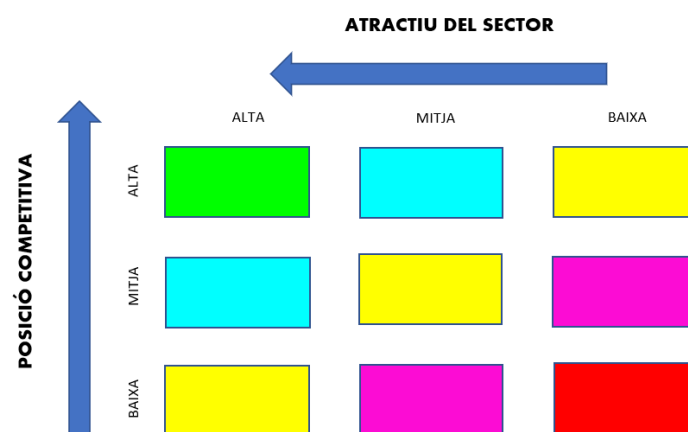 ATRACTIU DEL SECTOR
ALTA
MITJA
BAIXA
POSICIÓ COMPETITIVA
ALTA
MITJA
BAIXA